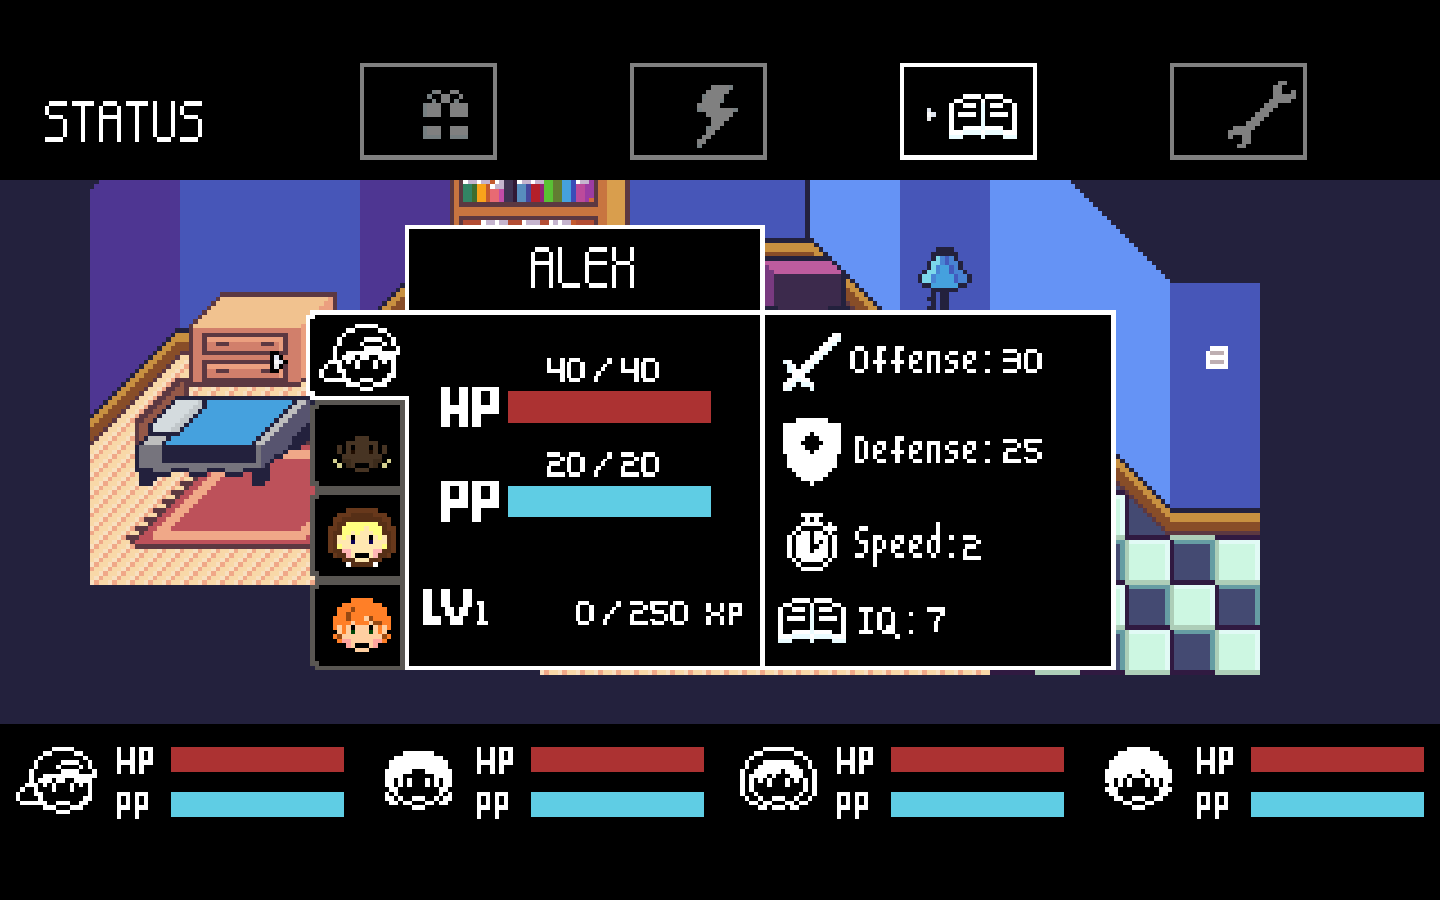 STATUS
ALEX
40/40
HP
20/20
PP
LV1 0/250 XP
Offense: 30
Defense: 25
Speed: 2
IQ: 7
HP HP HP HP
PP PP PP PP